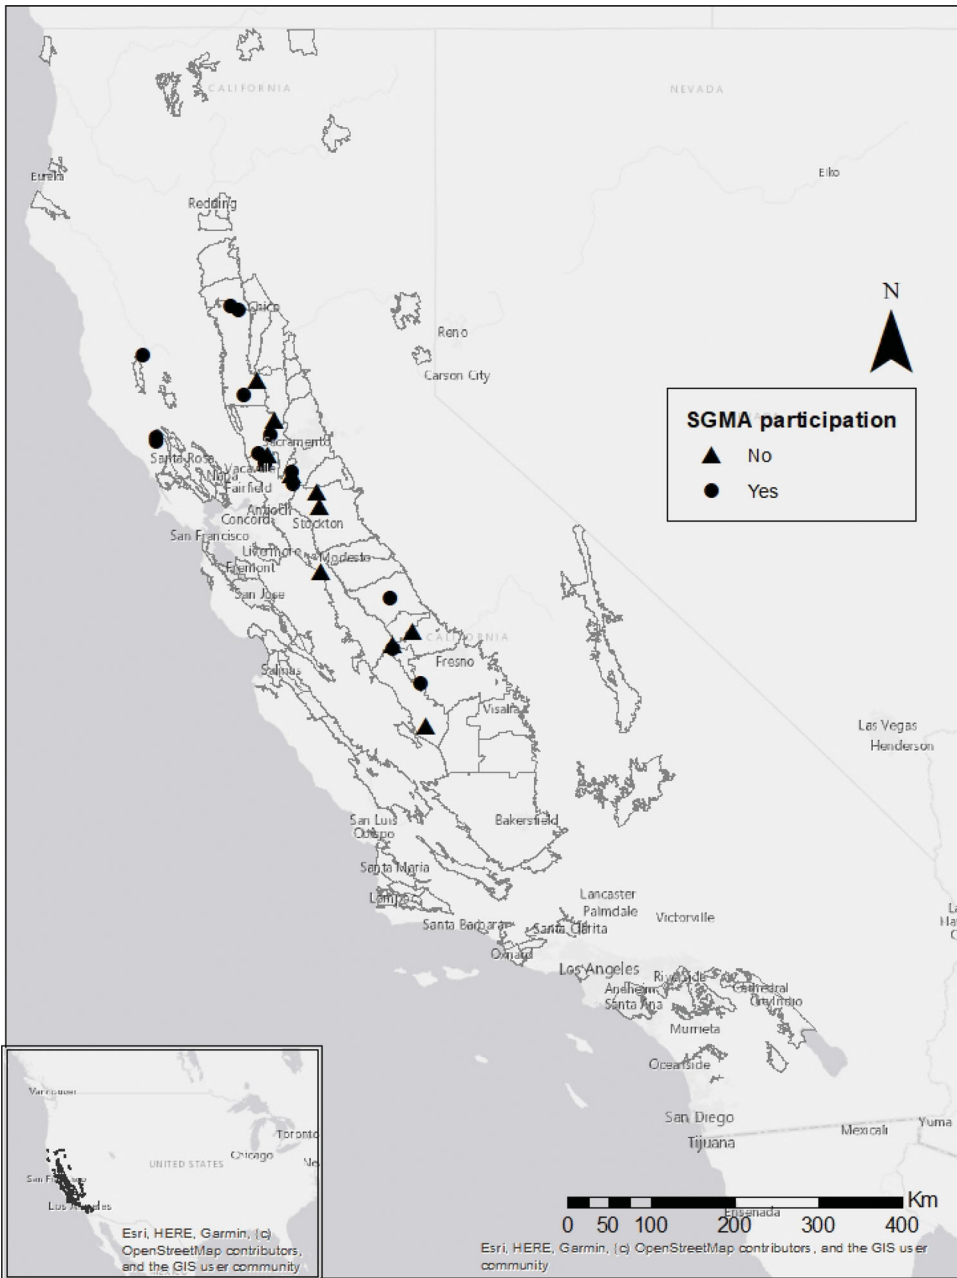 CALIFORNIA
NEVADA
Eureka
Elko
Redding
N
Chico
Reno
Carson City
SGMA participation
No
Yes
Sacramento
Santa Rosa
Vacaville
Napa
Fairfield
Antioch
Concord
Stockton
San Francisco
Livermore
Modesto
Fremont
San Jose
CALIFORNIA
Fresno
Salinas
Visalia
Las Vegas
Henderson
San Luis
Obispo
Bakersfield
Santa Maria
Lompoc
Lancaster
Palmdale
Victorville
Santa Barbara
Santa Clarita
Oxnard
Los Angeles
Riverside
Anaheim
Santa Ana
Cathedral
City
Indio
Murrieta
Oceanside
San Diego
Tijuana
Mexicali
Yuma
Ensenada
Km
0 50 100 200 300 400
Esri, HERE, Garmin, (c) OpenStreetMap contributors, and the GIS user
community
Vancouver
Toronto
Chicago
UNITED STATES
San Francisco
Los Angeles
MEXICO
Esri, HERE, Garmin, (c)
OpenStreetMap contributors,
and the GIS user community